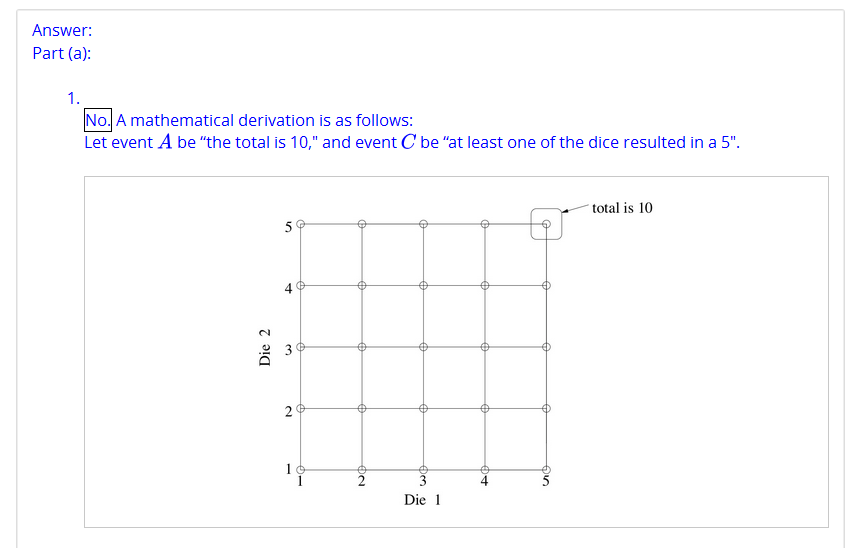 Answer:
Part (a):
1.
No. A mathematical derivation is as follows:
Let event A be “the total is 10," and event C be “at least one of the dice resulted in a 5".
total is 10
5
4
3
2
1
Die 2
1 2 3 4 5
Die 1